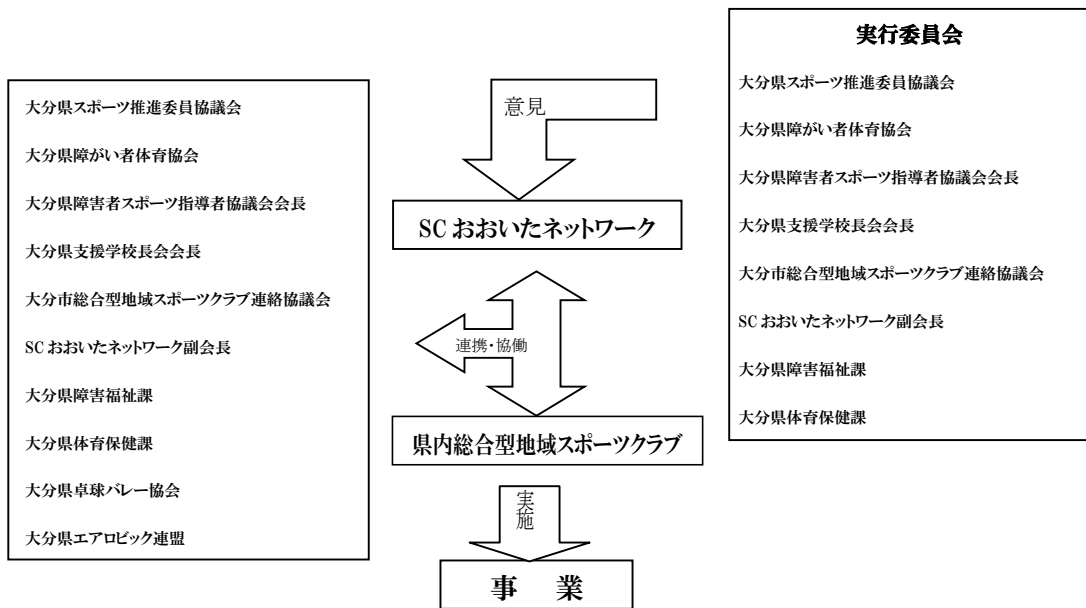 大分県スポーツ推進委員協議会
大分県障がい者体育協会
大分県障害者スポーツ指導者協議会会長
大分県支援学校長会会長
大分市総合型地域スポーツクラブ連絡協議会
SCおおいたネットワーク副会長
大分県障害福祉課
大分県体育保健課
大分県卓球バレー協会
大分県エアロビック連盟
意見
SCおおいたネットワーク
連携・協働
県内総合型地域スポーツクラブ
実施
事　業
実行委員会
大分県スポーツ推進委員協議会
大分県障がい者体育協会
大分県障害者スポーツ指導者協議会会長
大分県支援学校長会会長
大分市総合型地域スポーツクラブ連絡協議会
SCおおいたネットワーク副会長
大分県障害福祉課
大分県体育保健課